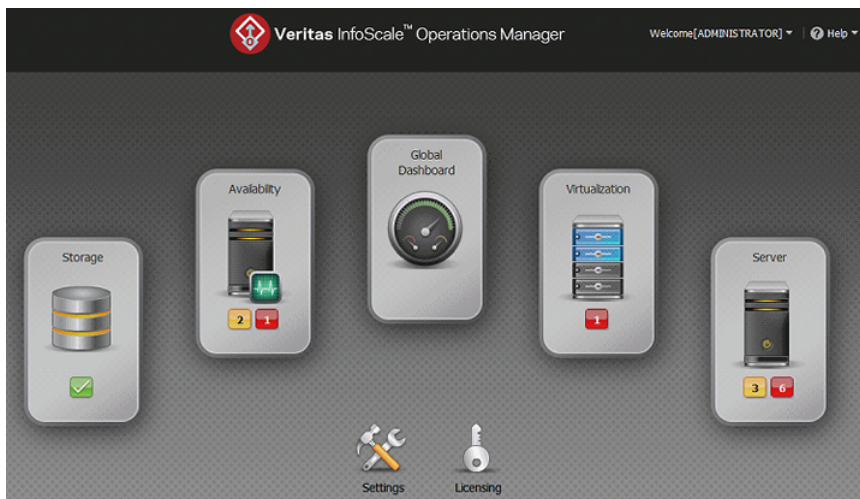 Veritas InfoScale™ Operations Manager
Welcome[ADMINISTRATOR]
Help
Global
Dashboard
Availability
2 1
Virtualization
1
Storage
Server
3 6
Settings
Licensing